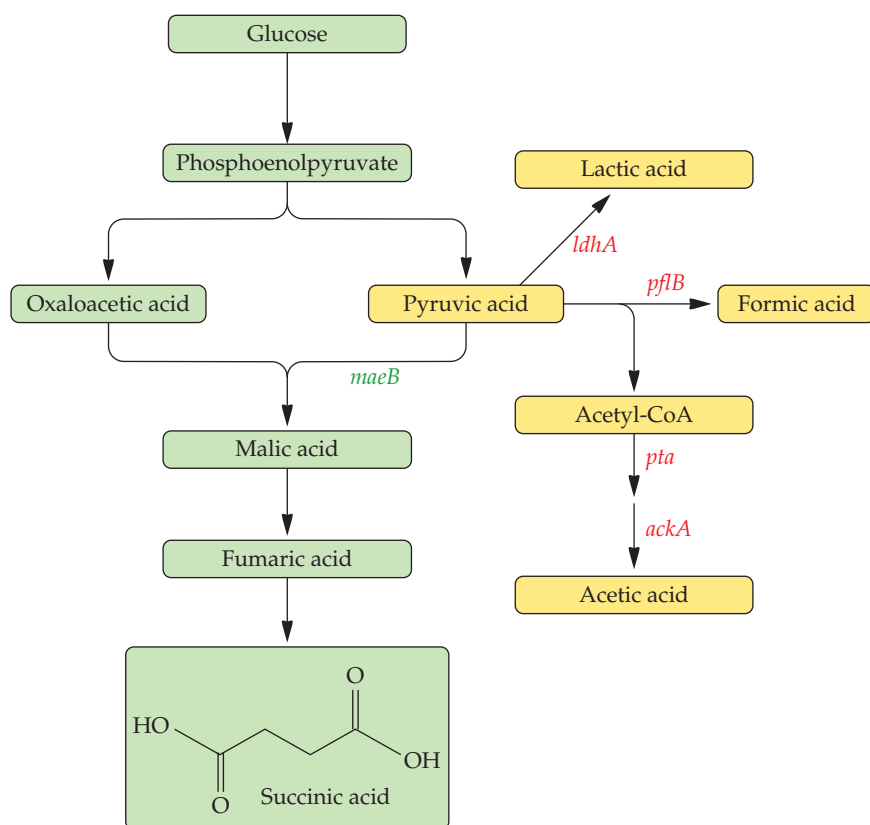 Glucose
Phosphoenolpyruvate
Lactic acid
ldhA
pflB
Oxaloacetic acid
Pyruvic acid
Formic acid
maeB
Acetyl-CoA
Malic acid
pta
ackA
Fumaric acid
Acetic acid
O
HO
OH
O
Succinic acid